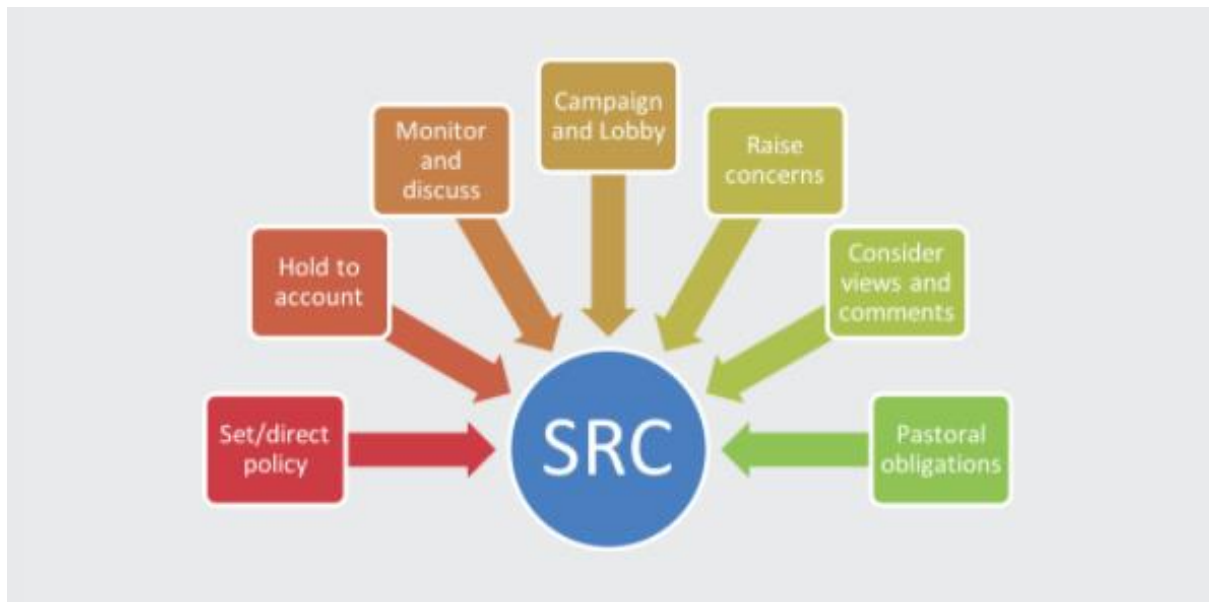 Campaign
and Lobby
Monitor
and
discuss
Raise
concerns
Hold to
account
Consider
views and
comments
Set/direct
policy
SRC
Pastoral
obligations